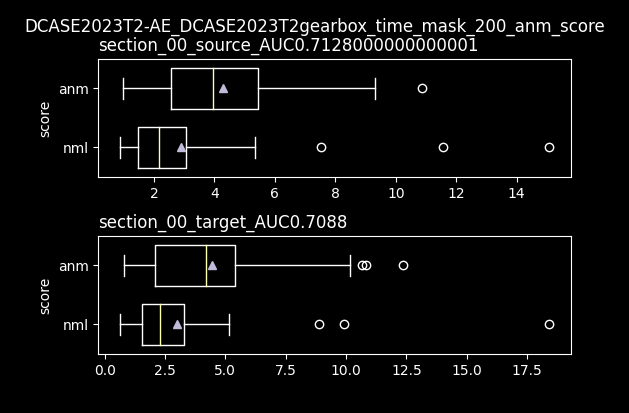 DCASE2023T2-AE_DCASE2023T2gearbox_time_mask_200_anm_score
section_00_source_AUC0.7128000000000001
anm
nml
score
2 4 6 8 10 12 14
section_00_target_AUC0.7088
anm
nml
score
0.0 2.5 5.0 7.5 10.0 12.5 15.0 17.5